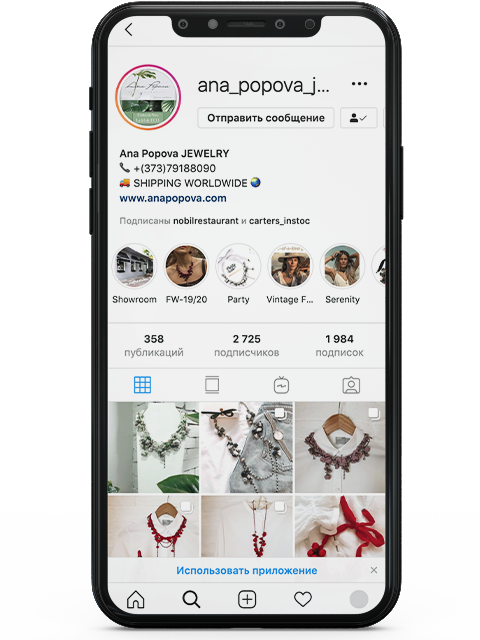 ana_popova_j...
Отправить сообщение
Ana Popova JEWELRY
+(373)79188090
SHIPPING WORLDWIDE
www.anapopova.com
Подписаны nobilrestaurant и carters_instoc
Showroom FW-19/20 Party Vintage F... Serenity
358 2 725 1 984
публикаций подписчиков подписок
Использовать приложение